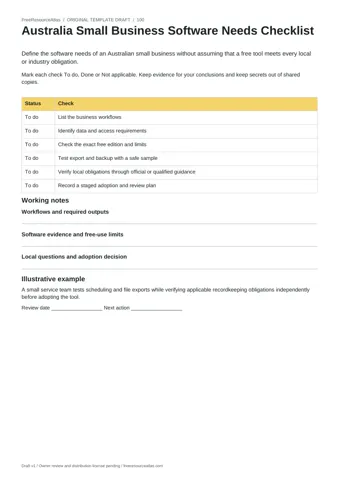 FreeResourceAtlas / ORIGINAL TEMPLATE DRAFT / 100
Australia Small Business Software Needs Checklist
Define the software needs of an Australian small business without assuming that a free tool meets every local
or industry obligation.
Mark each check To do, Done or Not applicable. Keep evidence for your conclusions and keep secrets out of shared
copies.
Status Check
To do List the business workflows
To do Identify data and access requirements
To do Check the exact free edition and limits
To do Test export and backup with a safe sample
To do Verify local obligations through official or qualified guidance
To do Record a staged adoption and review plan
Working notes
Workflows and required outputs
Software evidence and free-use limits
Local questions and adoption decision
Illustrative example
A small service team tests scheduling and file exports while verifying applicable recordkeeping obligations independently
before adopting the tool.
Review date ____________________ Next action ____________________
Draft v1 / Owner review and distribution license pending / freeresourceatlas.com